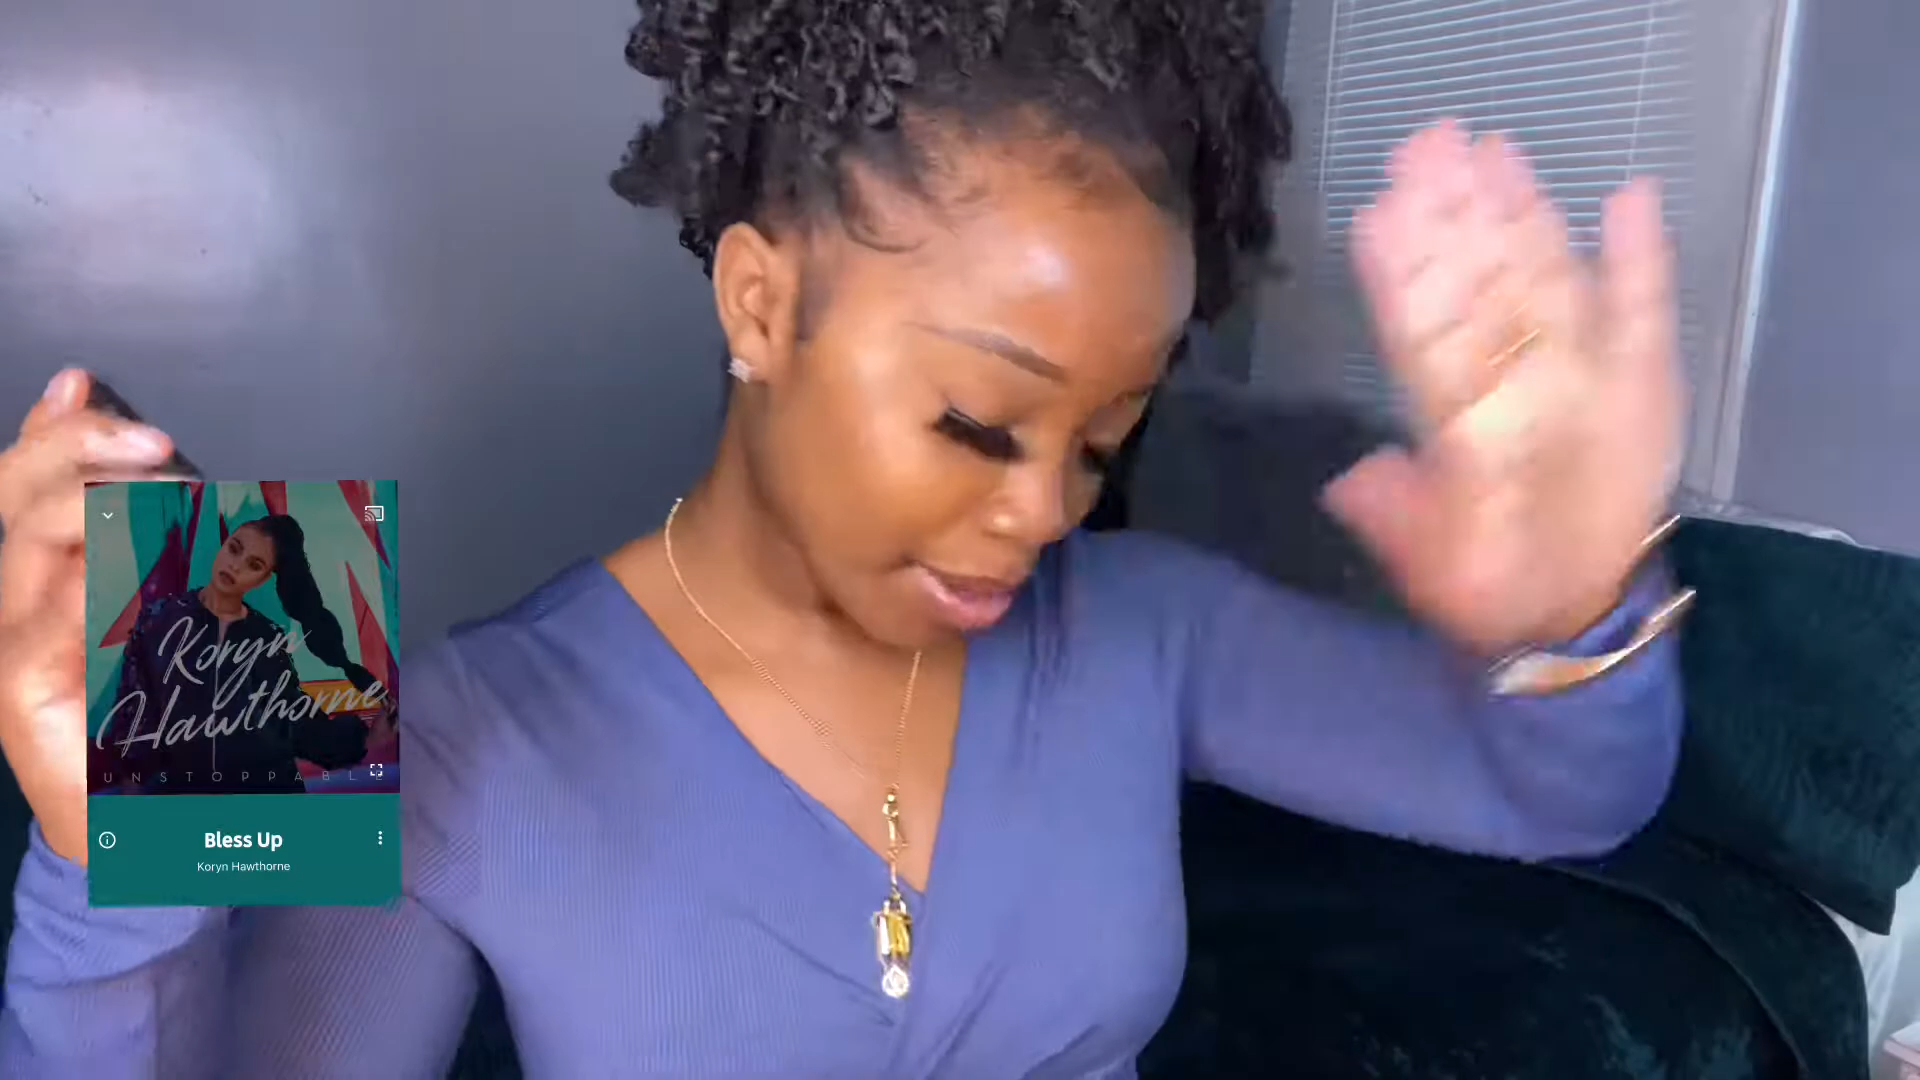 Koryn
Hawthorne
UNSTOPPABLE
Bless Up
Koryn Hawthorne